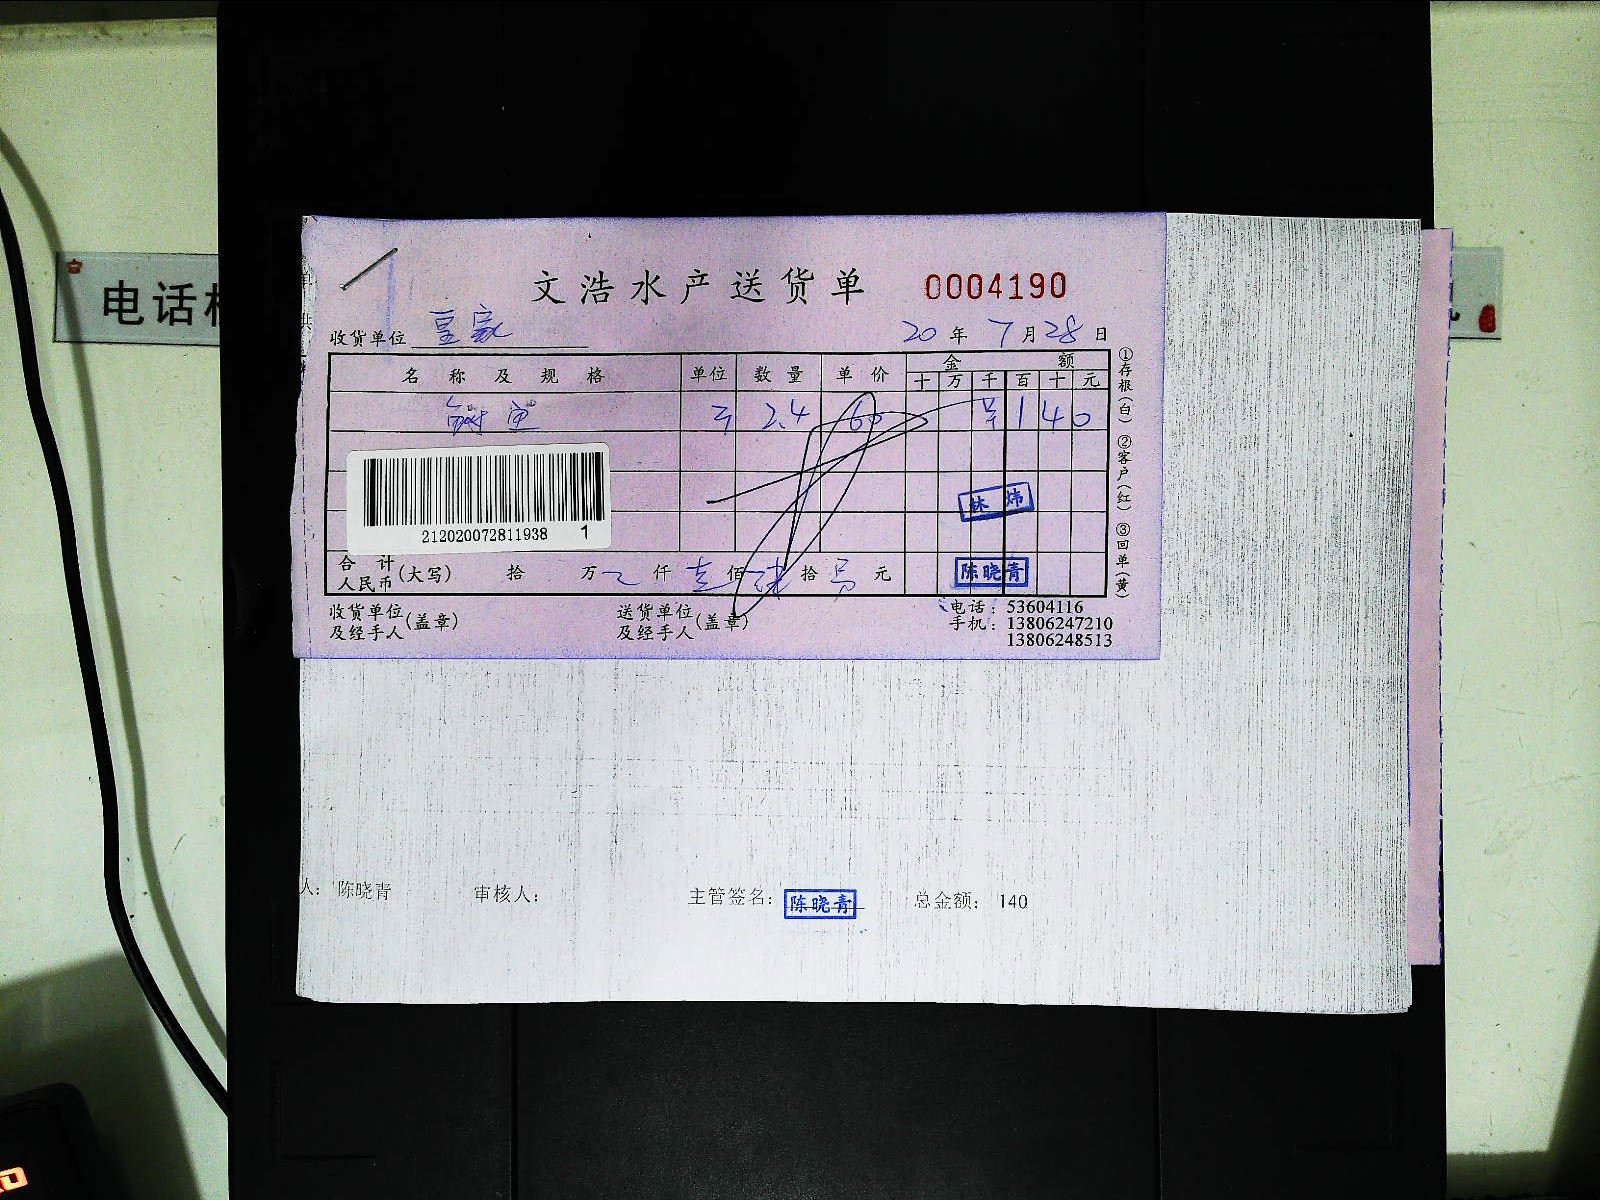 电话
文浩水产送货单 0004190
收货单位 皇家 20年7月28日
名称及规格 单位 数量 单价 金额
十 万 千 百 十 元
2.4 60 ¥ 1 4 0
212020072811938 1
林炜
合计
人民币(大写) 拾 万 仟 壹佰 拾 元
陈晓青
收货单位
及经手人(盖章)
送货单位
及经手人(盖章)
电话：53604116
手机：13806247210
13806248513
①存根(白) ②客户(红) ③回单(黄)
人：陈晓青 审核人： 主管签名：陈晓青 总金额：140